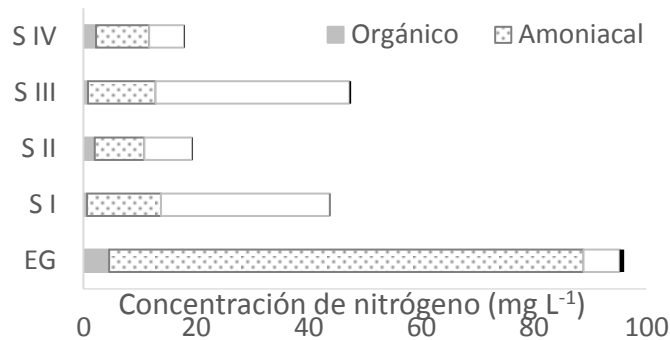 S IV
Orgánico
Amoniacal
S III
S II
S I
EG
Concentración de nitrógeno (mg L-1)
0 20 40 60 80 100